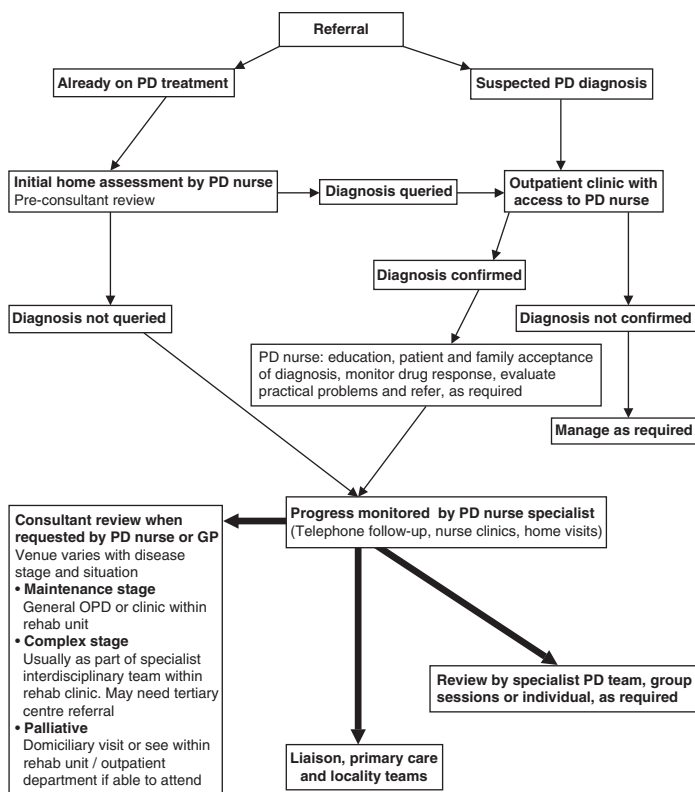 Referral
Already on PD treatment
Suspected PD diagnosis
Initial home assessment by PD nurse
Pre-consultant review
Diagnosis queried
Outpatient clinic with
access to PD nurse
Diagnosis confirmed
Diagnosis not queried
Diagnosis not confirmed
PD nurse: education, patient and family acceptance
of diagnosis, monitor drug response, evaluate
practical problems and refer, as required
Manage as required
Progress monitored by PD nurse specialist
(Telephone follow-up, nurse clinics, home visits)
Consultant review when
requested by PD nurse or GP
Venue varies with disease
stage and situation
• Maintenance stage
General OPD or clinic within
rehab unit
• Complex stage
Usually as part of specialist
interdisciplinary team within
rehab clinic. May need tertiary
centre referral
• Palliative
Domiciliary visit or see within
rehab unit / outpatient
department if able to attend
Review by specialist PD team, group
sessions or individual, as required
Liaison, primary care
and locality teams